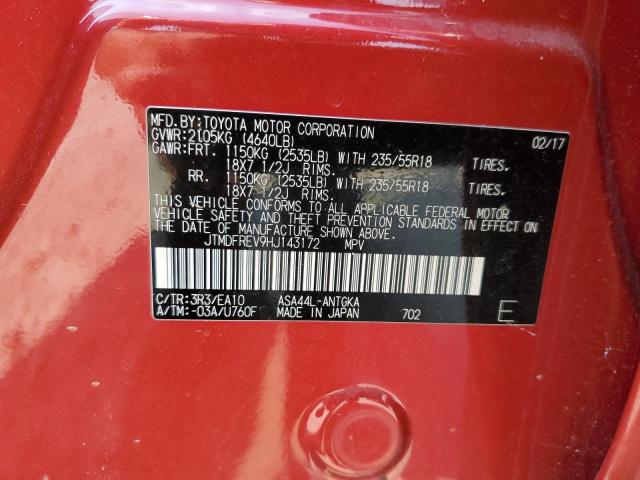 MFD.BY:TOYOTA MOTOR CORPORATION 02/17
GVWR:2105KG (4640LB)
GAWR:FRT. 1150KG (2535LB) WITH 235/55R18 TIRES.
18X7 1/2J RIMS.
RR. 1150KG (2535LB) WITH 235/55R18 TIRES.
18X7 1/2J RIMS.
THIS VEHICLE CONFORMS TO ALL APPLICABLE FEDERAL MOTOR
VEHICLE SAFETY AND THEFT PREVENTION STANDARDS IN EFFECT ON
THE DATE OF MANUFACTURE SHOWN ABOVE.
JTMDFREV9HJ143172 MPV
C/TR:3R3/EA10 ASA44L-ANTGKA
A/TM:-03A/U760F MADE IN JAPAN 702 E